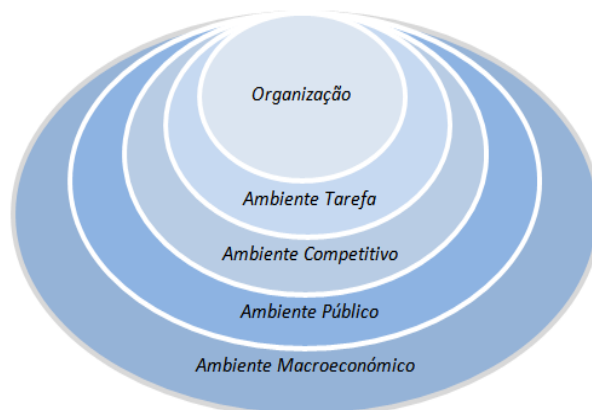 Organização
Ambiente Tarefa
Ambiente Competitivo
Ambiente Público
Ambiente Macroeconómico